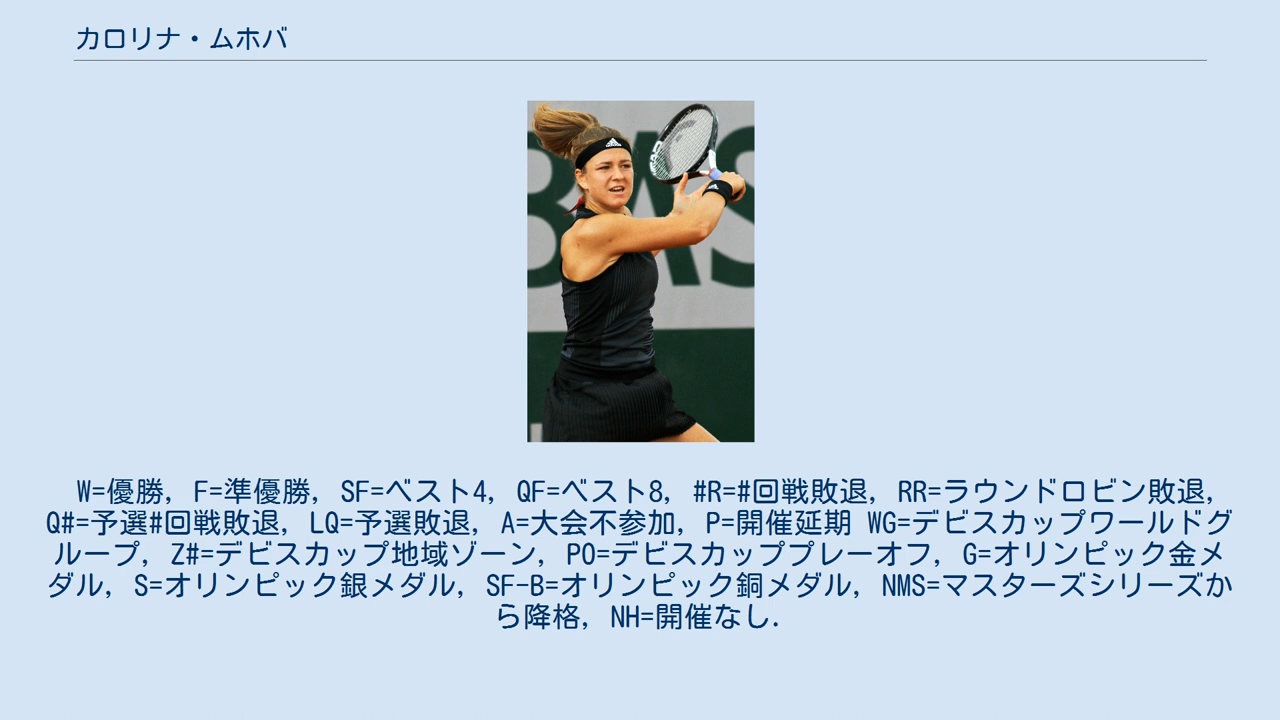 カロリナ・ムホバ
adidas
W=優勝, F=準優勝, SF=ベスト4, QF=ベスト8, #R=#回戦敗退, RR=ラウンドロビン敗退,
Q#=予選#回戦敗退, LQ=予選敗退, A=大会不参加, P=開催延期 WG=デビスカップワールドグ
ループ, Z#=デビスカップ地域ゾーン, PO=デビスカッププレーオフ, G=オリンピック金メ
ダル, S=オリンピック銀メダル, SF-B=オリンピック銅メダル, NMS=マスターズシリーズか
ら降格, NH=開催なし.